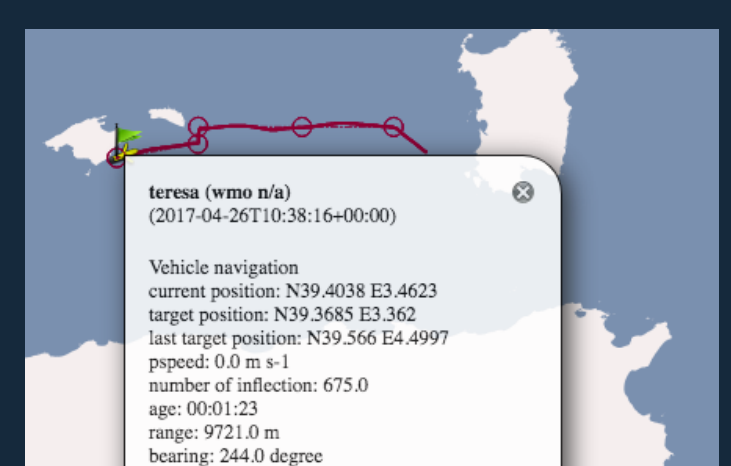 teresa (wmo n/a)
(2017-04-26T10:38:16+00:00)
Vehicle navigation
current position: N39.4038 E3.4623
target position: N39.3685 E3.362
last target position: N39.566 E4.4997
pspeed: 0.0 m s-1
number of inflection: 675.0
age: 00:01:23
range: 9721.0 m
bearing: 244.0 degree